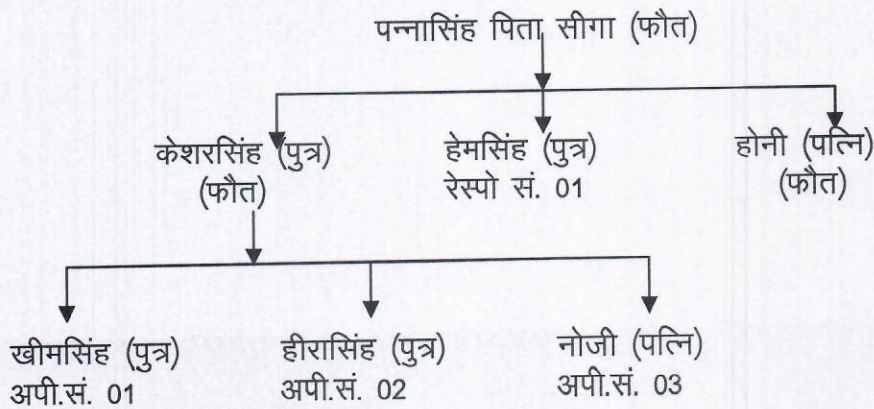 पन्नासिंह पिता सीगा (फौत)
केशरसिंह (पुत्र)
(फौत)
हेमसिंह (पुत्र)
रेस्पो सं. 01
होनी (पत्नि)
(फौत)
खीमसिंह (पुत्र)
अपी.सं. 01
हीरासिंह (पुत्र)
अपी.सं. 02
नोजी (पत्नि)
अपी.सं. 03